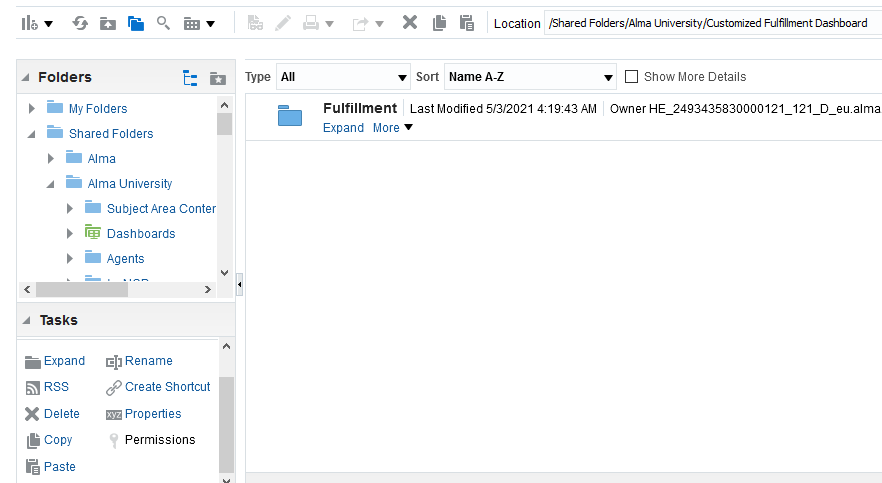 Location /Shared Folders/Alma University/Customized Fulfillment Dashboard
Folders
My Folders
Shared Folders
Alma
Alma University
Subject Area Conter
Dashboards
Agents
Tasks
Expand Rename
RSS Create Shortcut
Delete xyz Properties
Copy Permissions
Paste
Type All Sort Name A-Z Show More Details
Fulfillment Last Modified 5/3/2021 4:19:43 AM Owner HE_2493435830000121_121_D_eu.alma.
Expand More